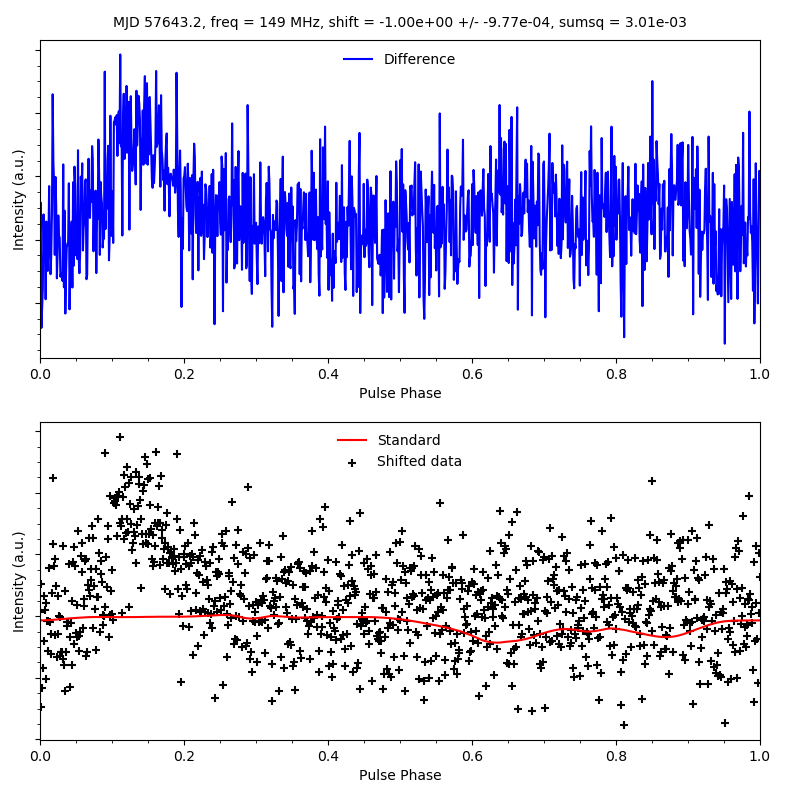 MJD 57643.2, freq = 149 MHz, shift = -1.00e+00 +/- -9.77e-04, sumsq = 3.01e-03
Difference
Intensity (a.u.)
0.0 0.2 0.4 0.6 0.8 1.0
Pulse Phase
Standard
Shifted data
Intensity (a.u.)
0.0 0.2 0.4 0.6 0.8 1.0
Pulse Phase